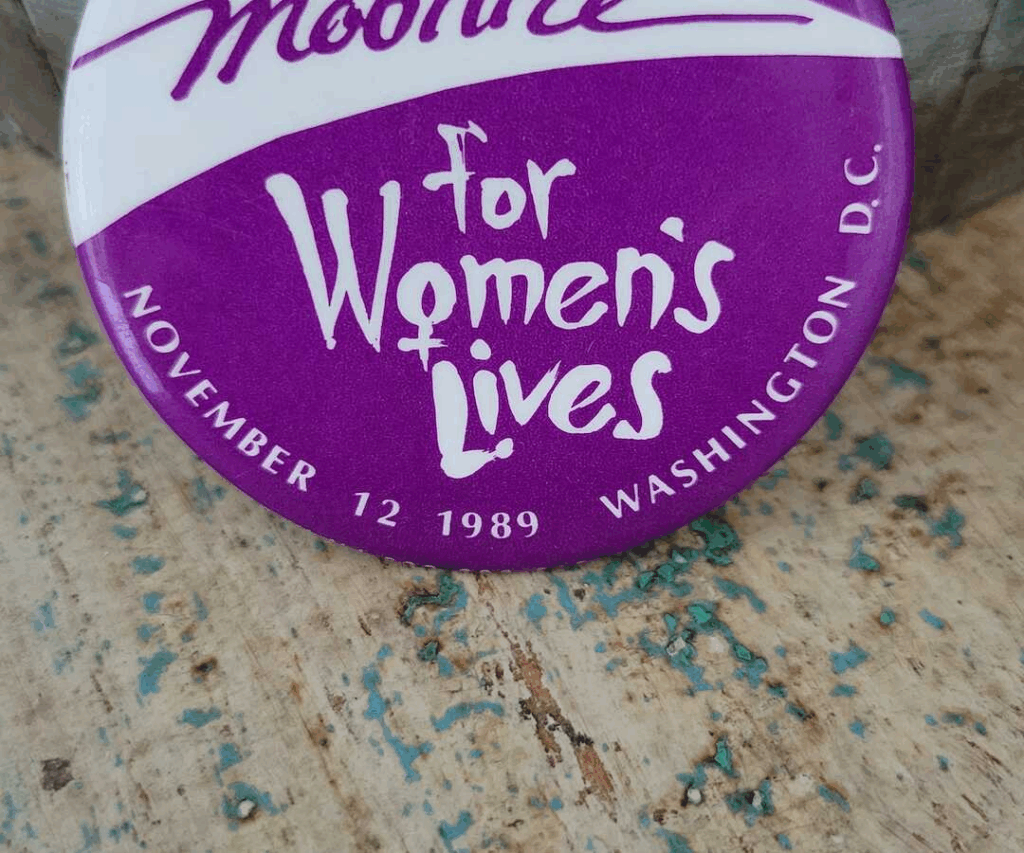 for
Women's
Lives
NOVEMBER 12 1989 WASHINGTON D.C.